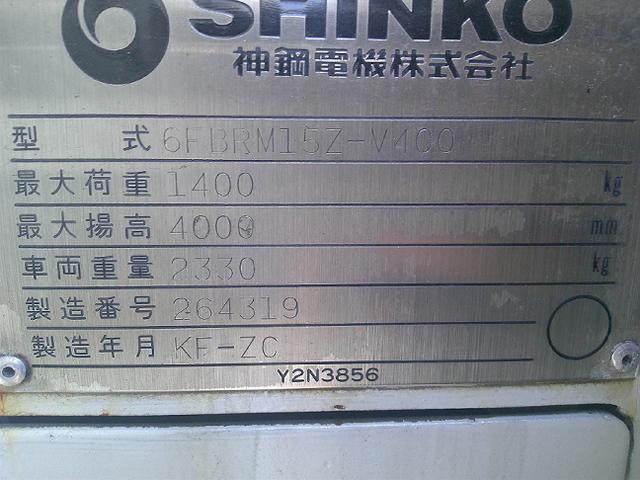 SHINKO
神鋼電機株式会社
型式 6FBRM15Z-V400
最大荷重 1400 kg
最大揚高 4000 mm
車両重量 2330 kg
製造番号 264319
製造年月 KF-ZC
Y2N3856